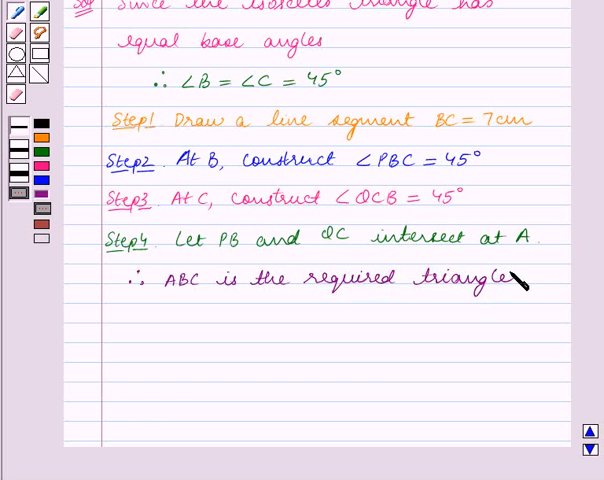 Sol Since the isosceles triangle has
equal base angles
∴ ∠B = ∠C = 45°
Step1 Draw a line segment BC = 7cm
Step2. At B, construct ∠PBC = 45°
Step3. At C, construct ∠QCB = 45°
Step4 Let PB and QC intersect at A.
∴ ABC is the required triangle